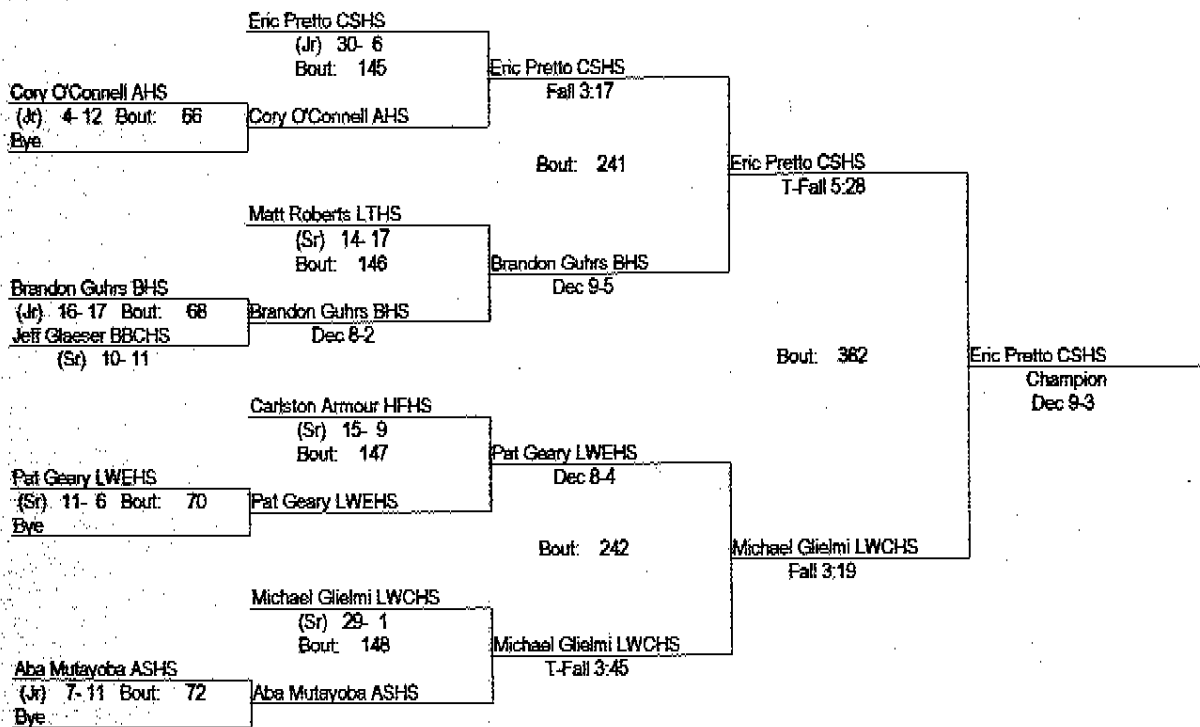 Eric Pretto CSHS
(Jr) 30- 6
Bout: 145
Eric Pretto CSHS
Fall 3:17
Cory O'Connell AHS
(Jr) 4- 12 Bout: 66
Bye
Cory O'Connell AHS
Bout: 241
Eric Pretto CSHS
T-Fall 5:28
Matt Roberts LTHS
(Sr) 14- 17
Bout: 146
Brandon Guhrs BHS
Dec 9-5
Brandon Guhrs BHS
(Jr) 16- 17 Bout: 68
Jeff Glaeser BBCHS
(Sr) 10- 11
Brandon Guhrs BHS
Dec 8-2
Bout: 362
Eric Pretto CSHS
Champion
Dec 9-3
Carlston Armour HFHS
(Sr) 15- 9
Bout: 147
Pat Geary LWEHS
Dec 8-4
Pat Geary LWEHS
(Sr) 11- 6 Bout: 70
Bye
Pat Geary LWEHS
Bout: 242
Michael Glielmi LWCHS
Fall 3:19
Michael Glielmi LWCHS
(Sr) 29- 1
Bout: 148
Michael Glielmi LWCHS
T-Fall 3:45
Aba Mutayoba ASHS
(Jr) 7- 11 Bout: 72
Bye
Aba Mutayoba ASHS